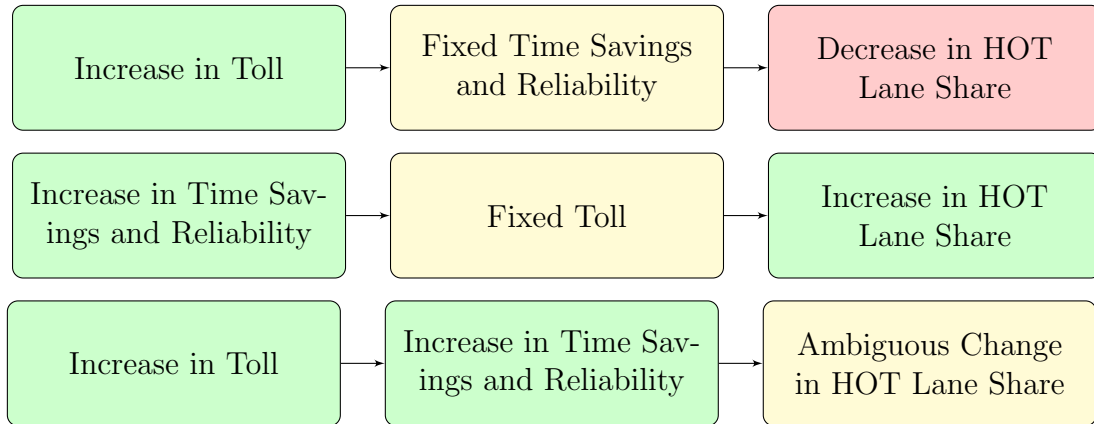 Increase in Toll
Fixed Time Savings
and Reliability
Decrease in HOT
Lane Share
Increase in Time Sav-
ings and Reliability
Fixed Toll
Increase in HOT
Lane Share
Increase in Toll
Increase in Time Sav-
ings and Reliability
Ambiguous Change
in HOT Lane Share